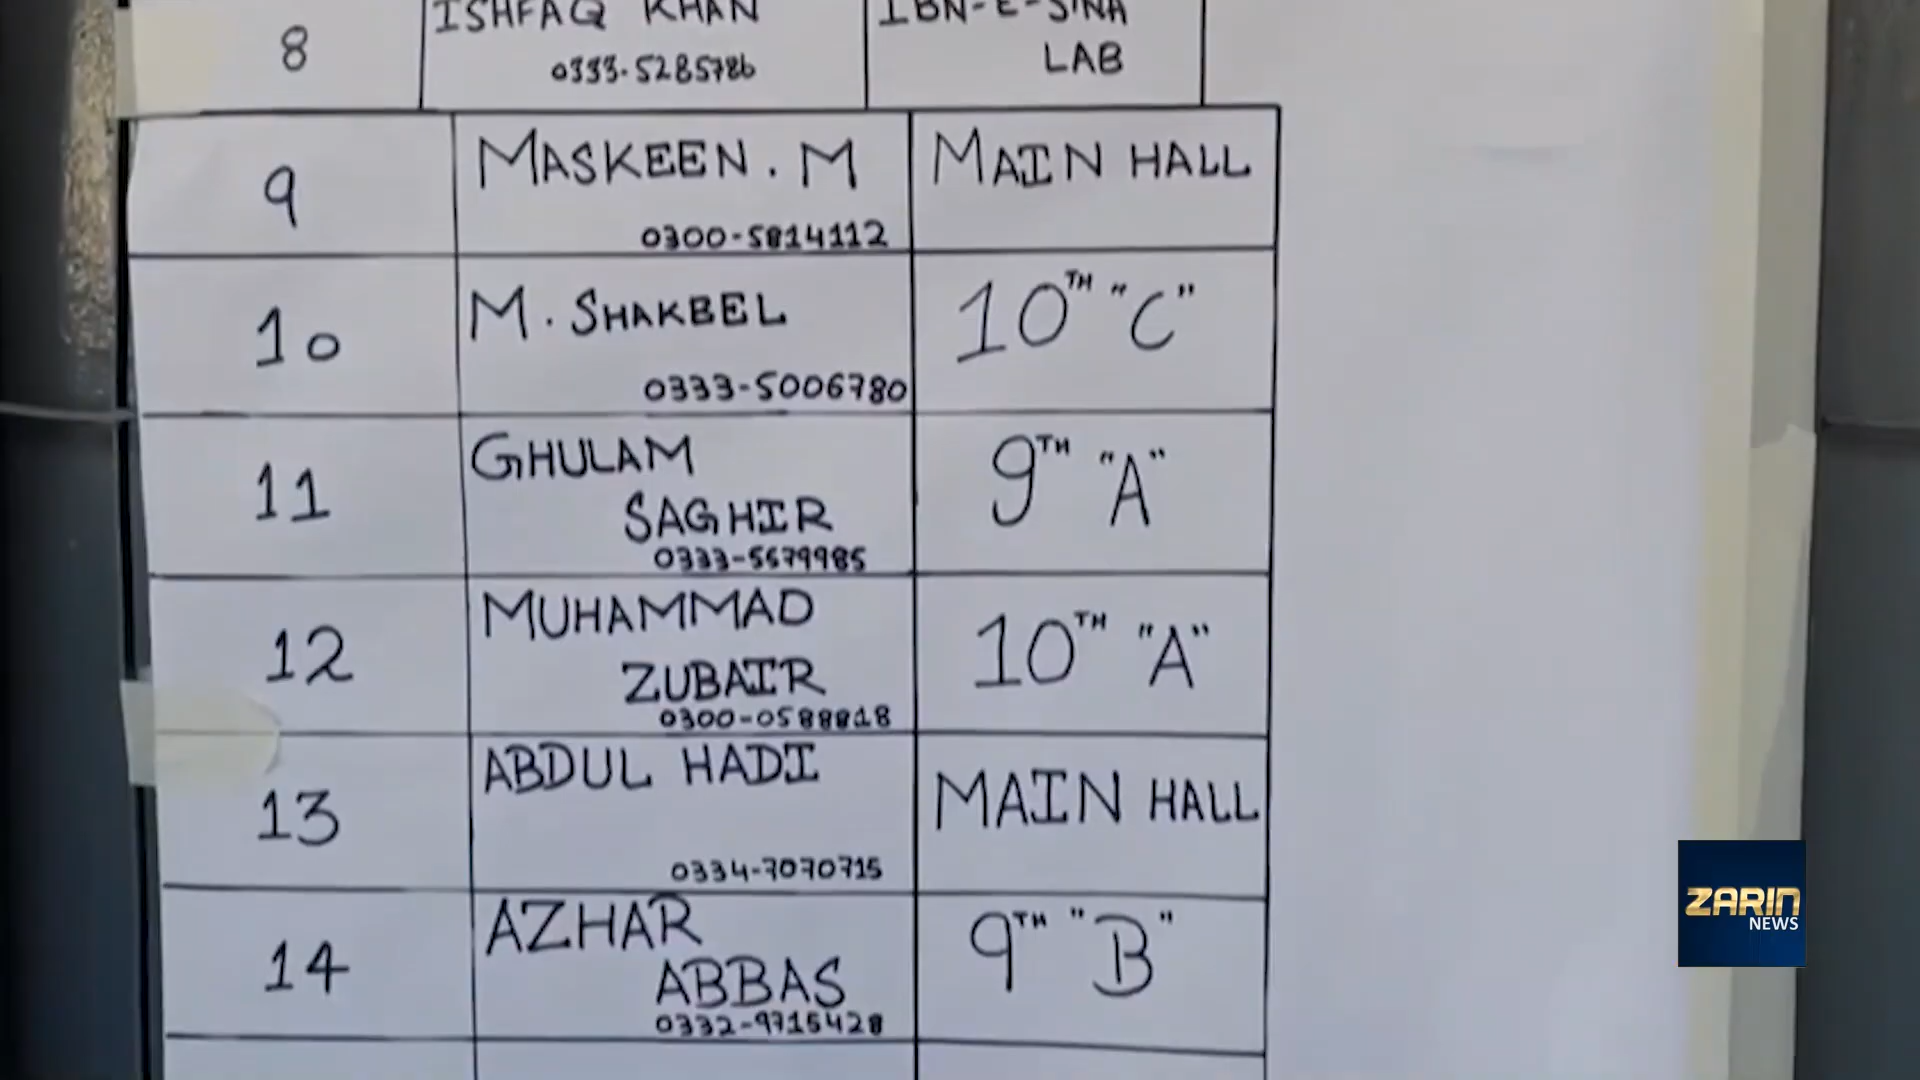 8
ISHFAQ KHAN
0333-5285786
IBN-E-SINA
LAB
9
MASKEEN . M
0300-5814112
MAIN HALL
10
M . SHAKEEL
0333-5006780
10TH "C"
11
GHULAM
SAGHIR
0333-5579985
9TH "A"
12
MUHAMMAD
ZUBAIR
0300-0588818
10TH "A"
13
ABDUL HADI
0334-7070715
MAIN HALL
14
AZHAR
ABBAS
0332-9715428
9TH "B"
ZARIN
NEWS